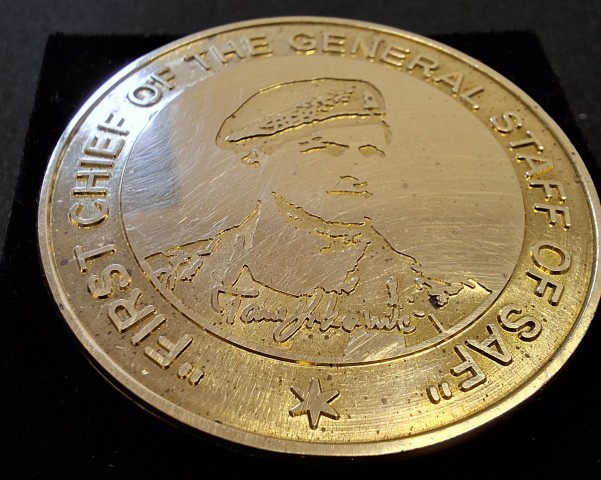 "FIRST CHIEF OF THE GENERAL STAFF OF SAF"